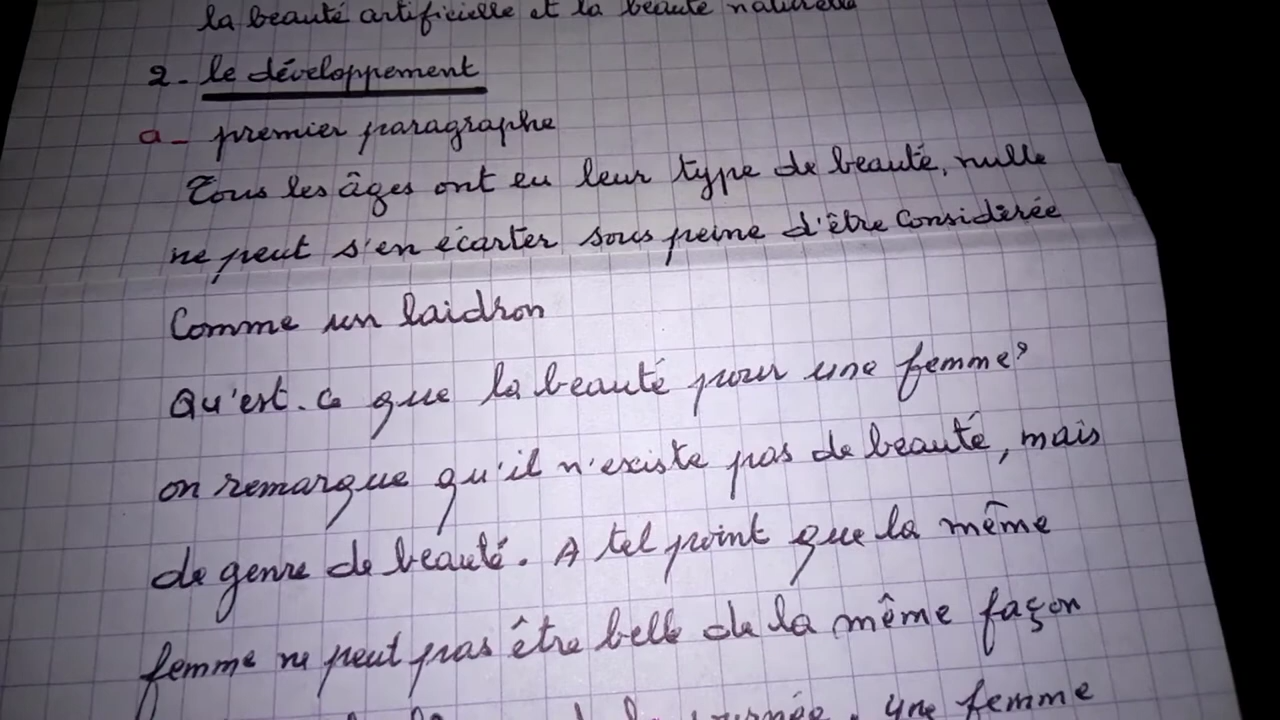 la beauté artificielle et la beauté naturelle
2- le développement
a- premier paragraphe
Tous les âges ont eu leur type de beauté, nulle
ne peut s'en écarter sous peine d'être considérée
Comme un laidron
Qu'est-ce que la beauté pour une femme?
on remarque qu'il n'existe pas de beauté, mais
de genre de beauté. A tel point que la même
femme ne peut pas être belle de la même façon
journée. Une femme